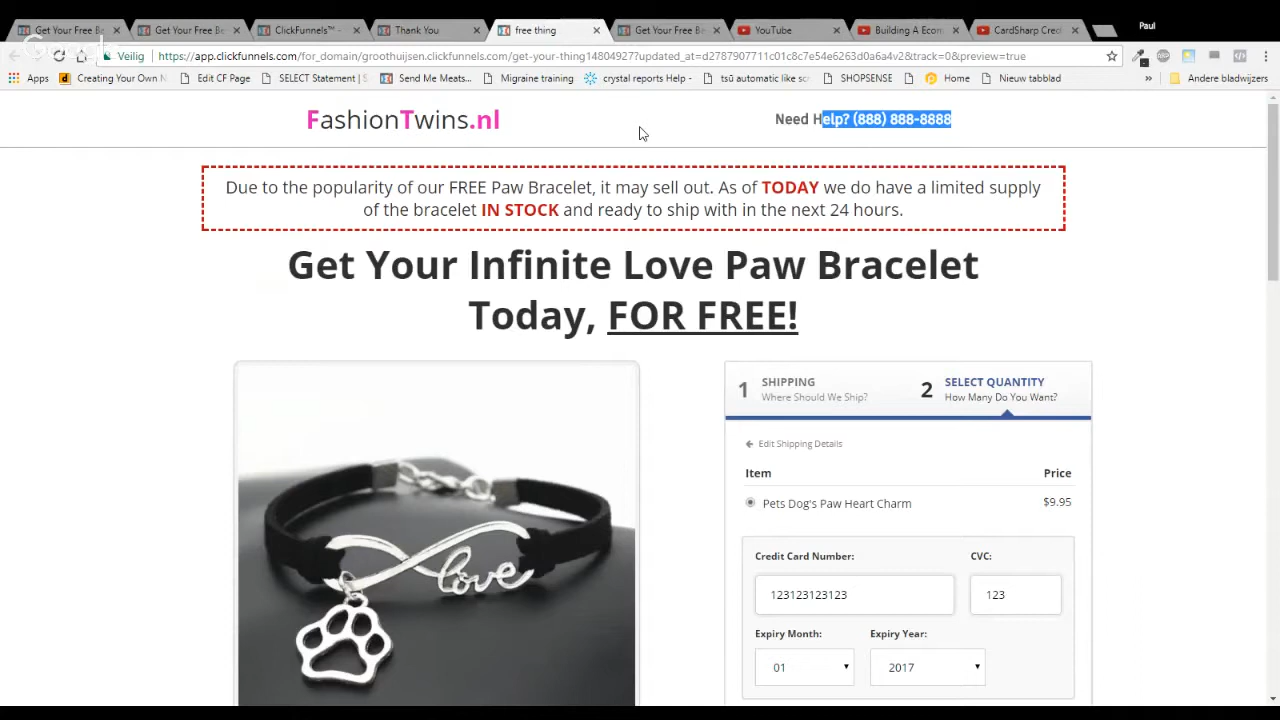 Paul
Get Your Free Be
Get Your Free Be
ClickFunnels™ -
Thank You
free thing
Get Your Free Be
YouTube
Building A Econ
CardSharp Cred
Veilig
https://app.clickfunnels.com/for_domain/groothuijsen.clickfunnels.com/get-your-thing14804927?updated_at=d2787907711c01c8c7e54e6263d0a6a4v2&track=0&preview=true
Apps
Creating Your Own
Edit CF Page
SELECT Statement | S
Send Me Meats...
Migraine training
crystal reports Help -
like sc
SHOPSENSE
Home
Nieuw tabblad
»
Andere bladwijzers
FashionTwins.nl
Need Help? (888) 888-8888
Due to the popularity of our FREE Paw Bracelet, it may sell out. As of TODAY we do have a limited supply
of the bracelet IN STOCK and ready to ship with in the next 24 hours.
Get Your Infinite Love Paw Bracelet
Today, FOR FREE!
1 SHIPPING
Where Should We Ship?
2 SELECT QUANTITY
How Many Do You Want?
Edit Shipping Details
Item Price
Pets Dog's Paw Heart Charm $9.95
Credit Card Number: CVC:
123123123123 123
Expiry Month: Expiry Year:
01 2017
love